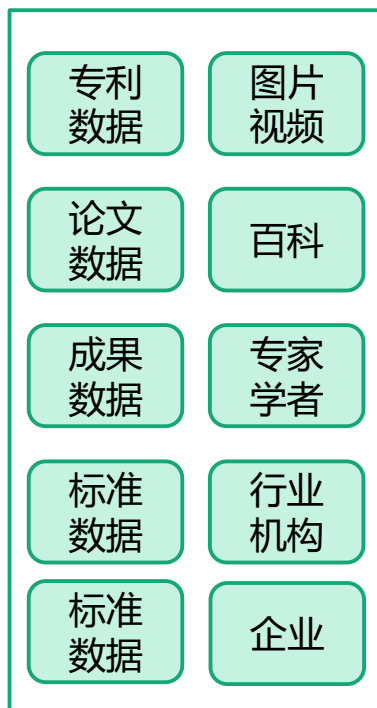 专利
数据
图片
视频
论文
数据
百科
成果
数据
专家
学者
标准
数据
行业
机构
标准
数据
企业